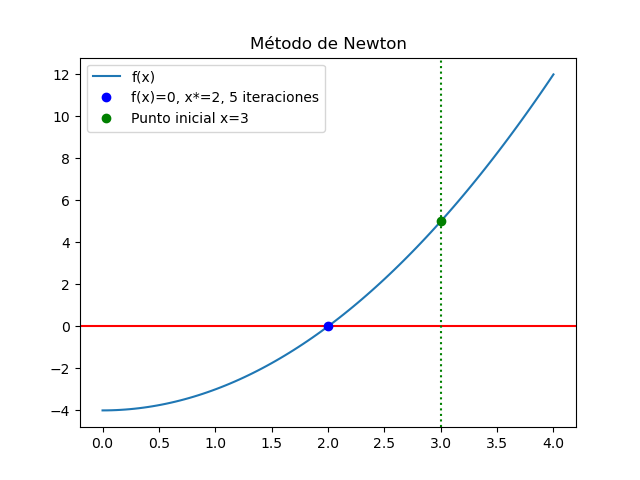 Método de Newton
f(x)
f(x)=0, x*=2, 5 iteraciones
Punto inicial x=3
12
10
8
6
4
2
0
−2
−4
0.0 0.5 1.0 1.5 2.0 2.5 3.0 3.5 4.0